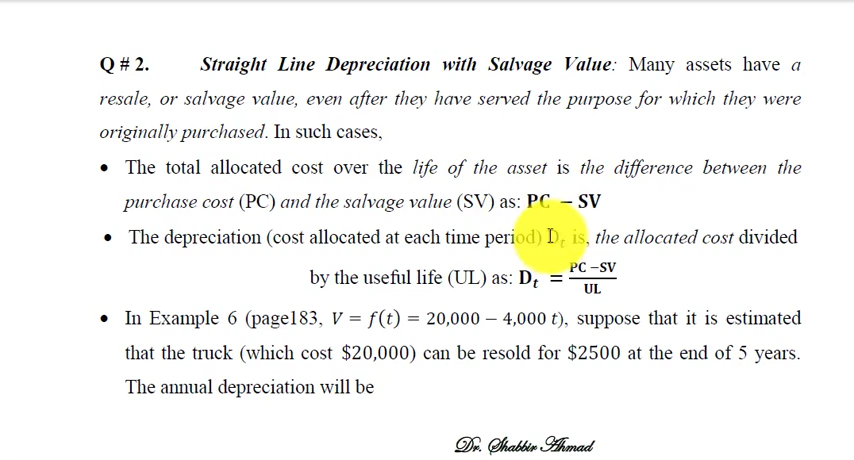 Q # 2. Straight Line Depreciation with Salvage Value: Many assets have a
resale, or salvage value, even after they have served the purpose for which they were
originally purchased. In such cases,
• The total allocated cost over the life of the asset is the difference between the
purchase cost (PC) and the salvage value (SV) as: PC – SV
• The depreciation (cost allocated at each time period) Dₜ is, the allocated cost divided
by the useful life (UL) as: Dₜ = (PC – SV)/UL
• In Example 6 (page183, V = f(t) = 20,000 – 4,000 t), suppose that it is estimated
that the truck (which cost $20,000) can be resold for $2500 at the end of 5 years.
The annual depreciation will be
Dr. Shabbir Ahmad